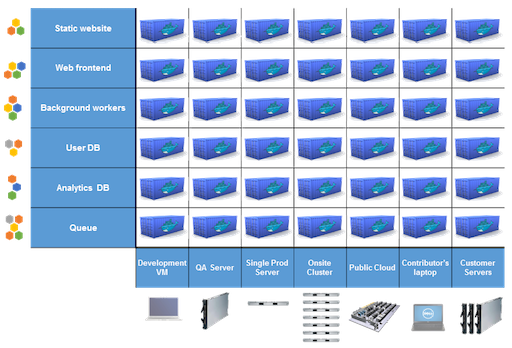 Static website
Web frontend
Background workers
User DB
Analytics DB
Queue
Development VM
QA Server
Single Prod Server
Onsite Cluster
Public Cloud
Contributor's laptop
Customer Servers
DELL